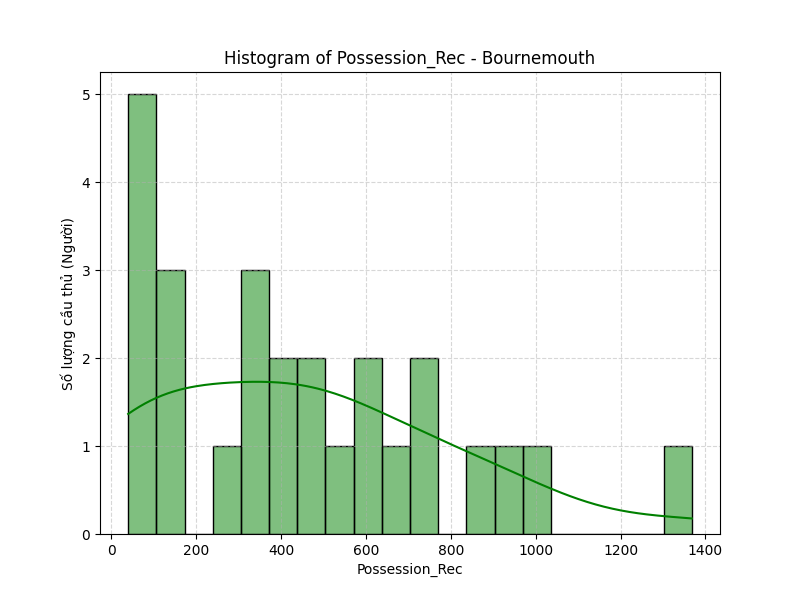 Histogram of Possession_Rec - Bournemouth
Số lượng cầu thủ (Người)
5
4
3
2
1
0
0 200 400 600 800 1000 1200 1400
Possession_Rec